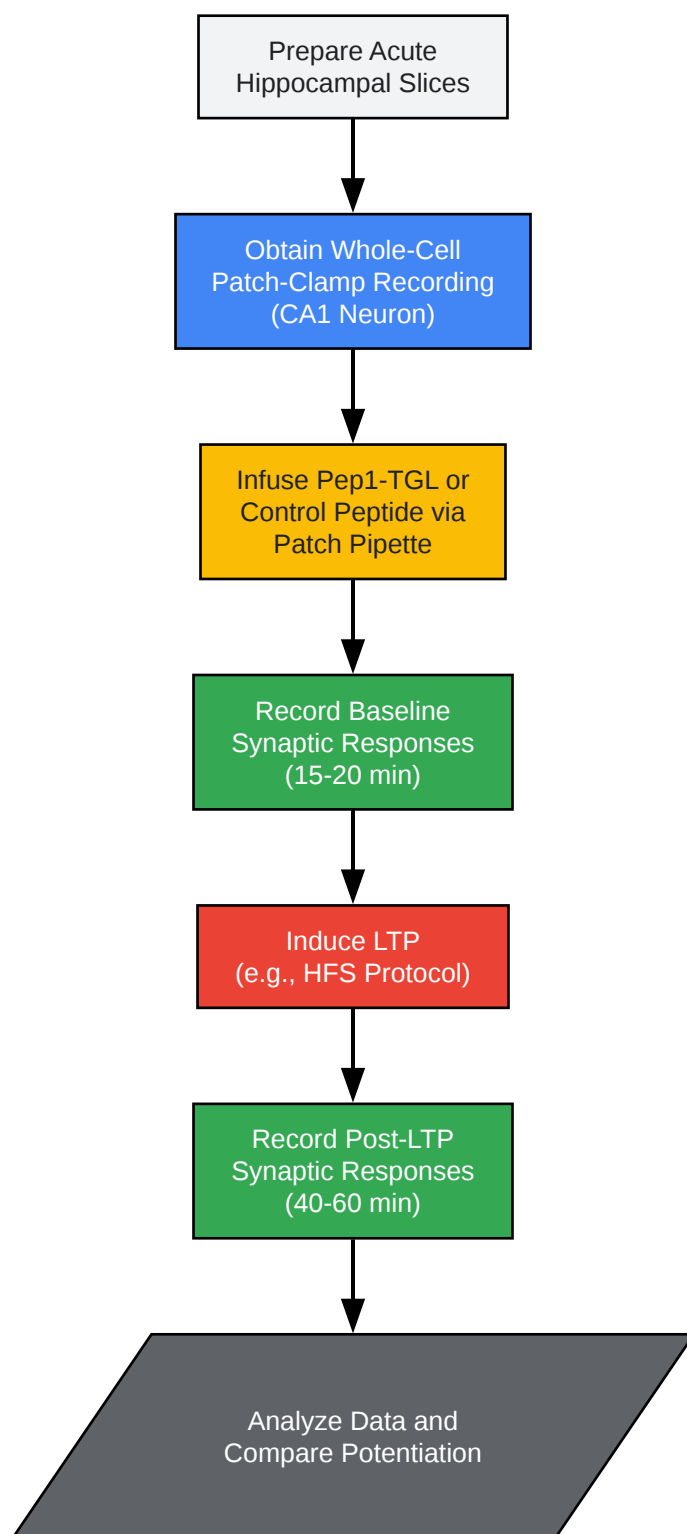 Prepare Acute
Hippocampal Slices
Obtain Whole-Cell
Patch-Clamp Recording
(CA1 Neuron)
Infuse Pep1-TGL or
Control Peptide via
Patch Pipette
Record Baseline
Synaptic Responses
(15-20 min)
Induce LTP
(e.g., HFS Protocol)
Record Post-LTP
Synaptic Responses
(40-60 min)
Analyze Data and
Compare Potentiation